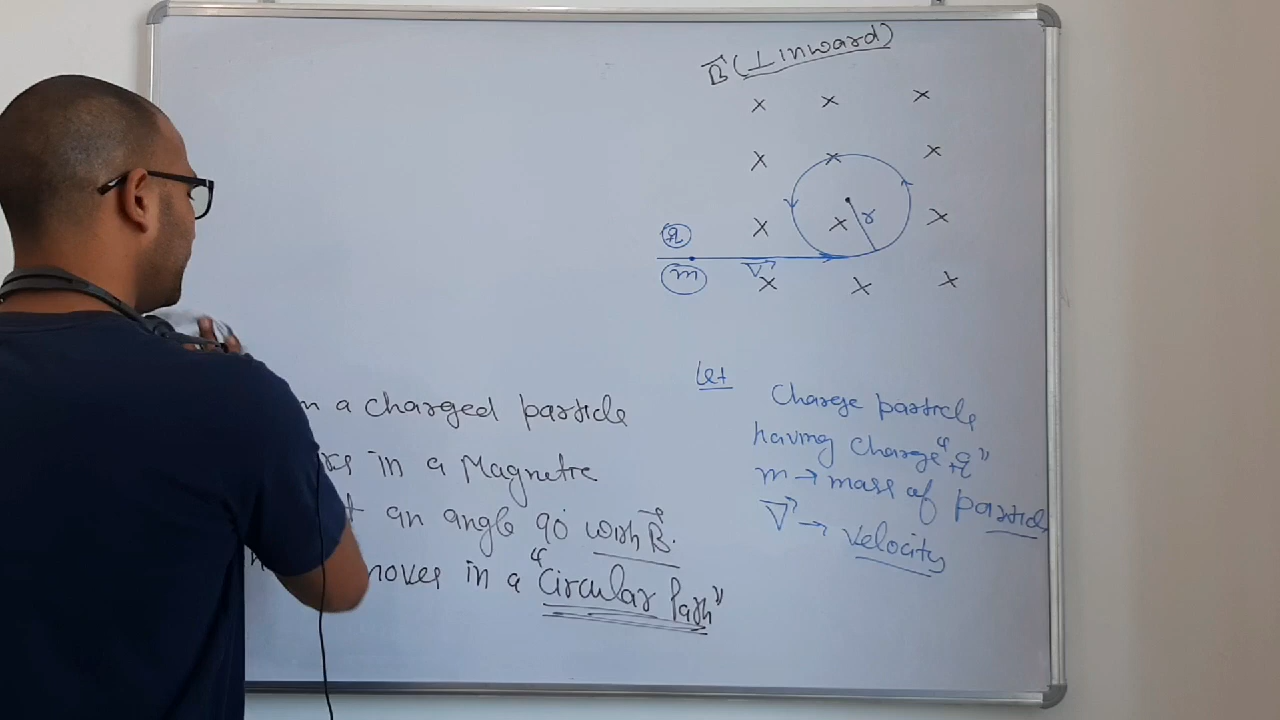 B⃗ (⊥ inward)
× × ×
× × ×
q
× × r ×
m V⃗
× × ×
Let
Charge particle
having charge "+q"
m → mass of particle
V⃗ → velocity
a charged particle
in a Magnetic
an angle 90° with B⃗.
moves in a "Circular Path"